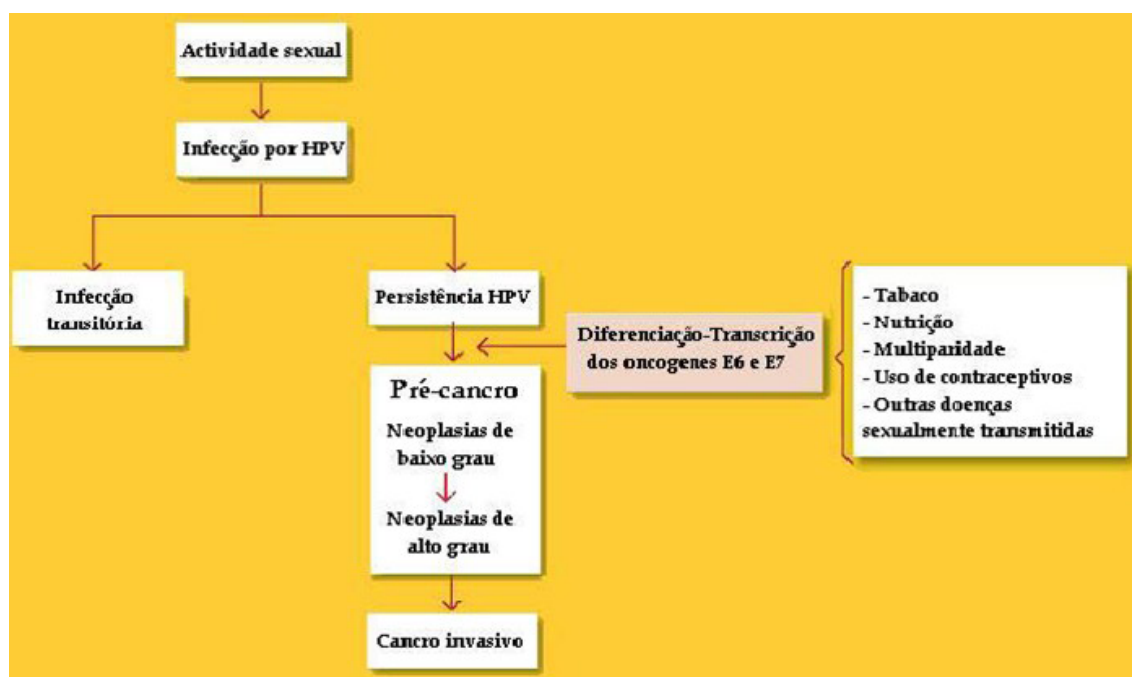 Actividade sexual
Infecção por HPV
Infecção
transitória
Persistência HPV
Diferenciação-Transcrição
dos oncogenes E6 e E7
- Tabaco
- Nutrição
- Multiparidade
- Uso de contraceptivos
- Outras doenças
sexualmente transmitidas
Pré-cancro
Neoplasias de
baixo grau
Neoplasias de
alto grau
Cancro invasivo